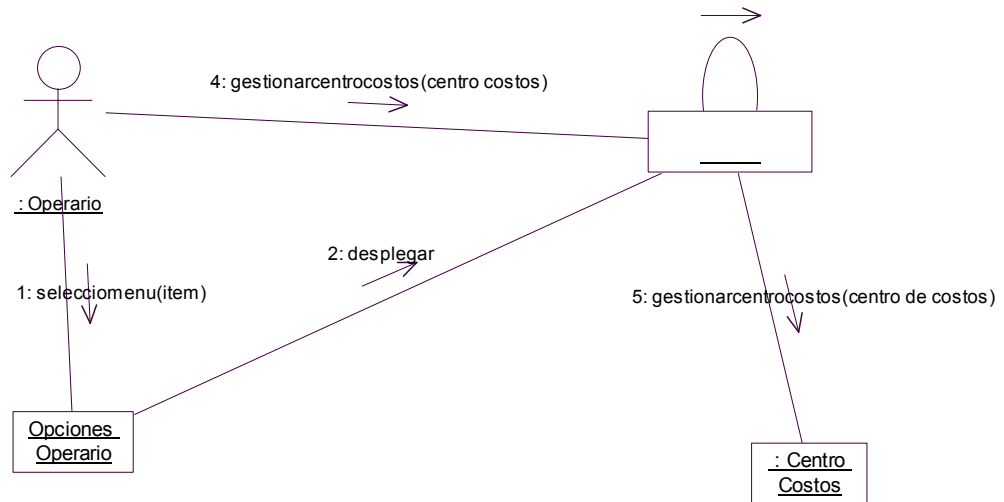 4: gestionarcentrocostos(centro costos)
: Operario
2: desplegar
1: selecciomenu(item)
5: gestionarcentrocostos(centro de costos)
Opciones
Operario
: Centro
Costos